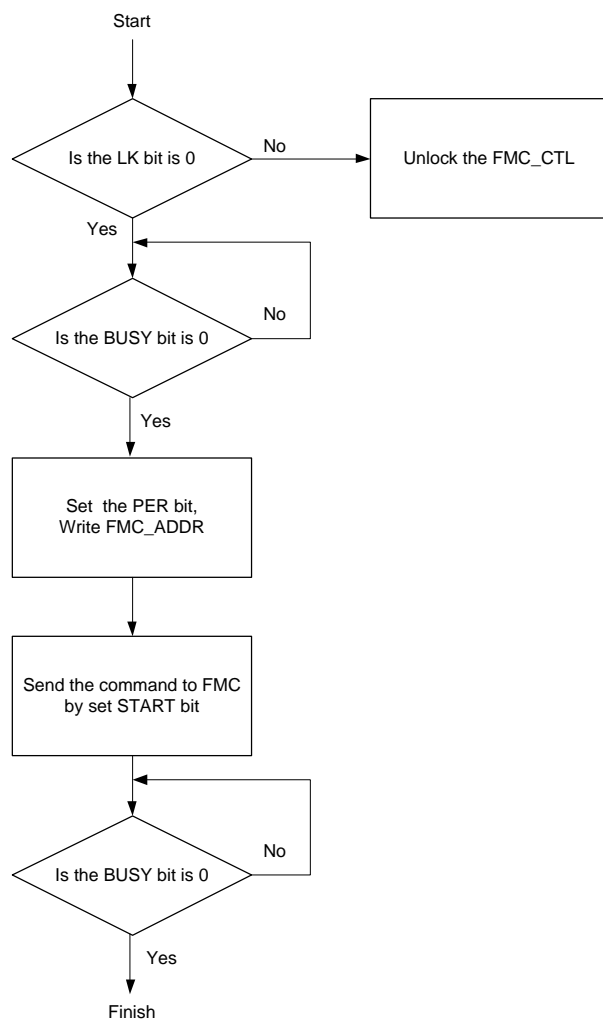 Start
Is the LK bit is 0
No
Unlock the FMC_CTL
Yes
Is the BUSY bit is 0
No
Yes
Set the PER bit,
Write FMC_ADDR
Send the command to FMC
by set START bit
Is the BUSY bit is 0
No
Yes
Finish